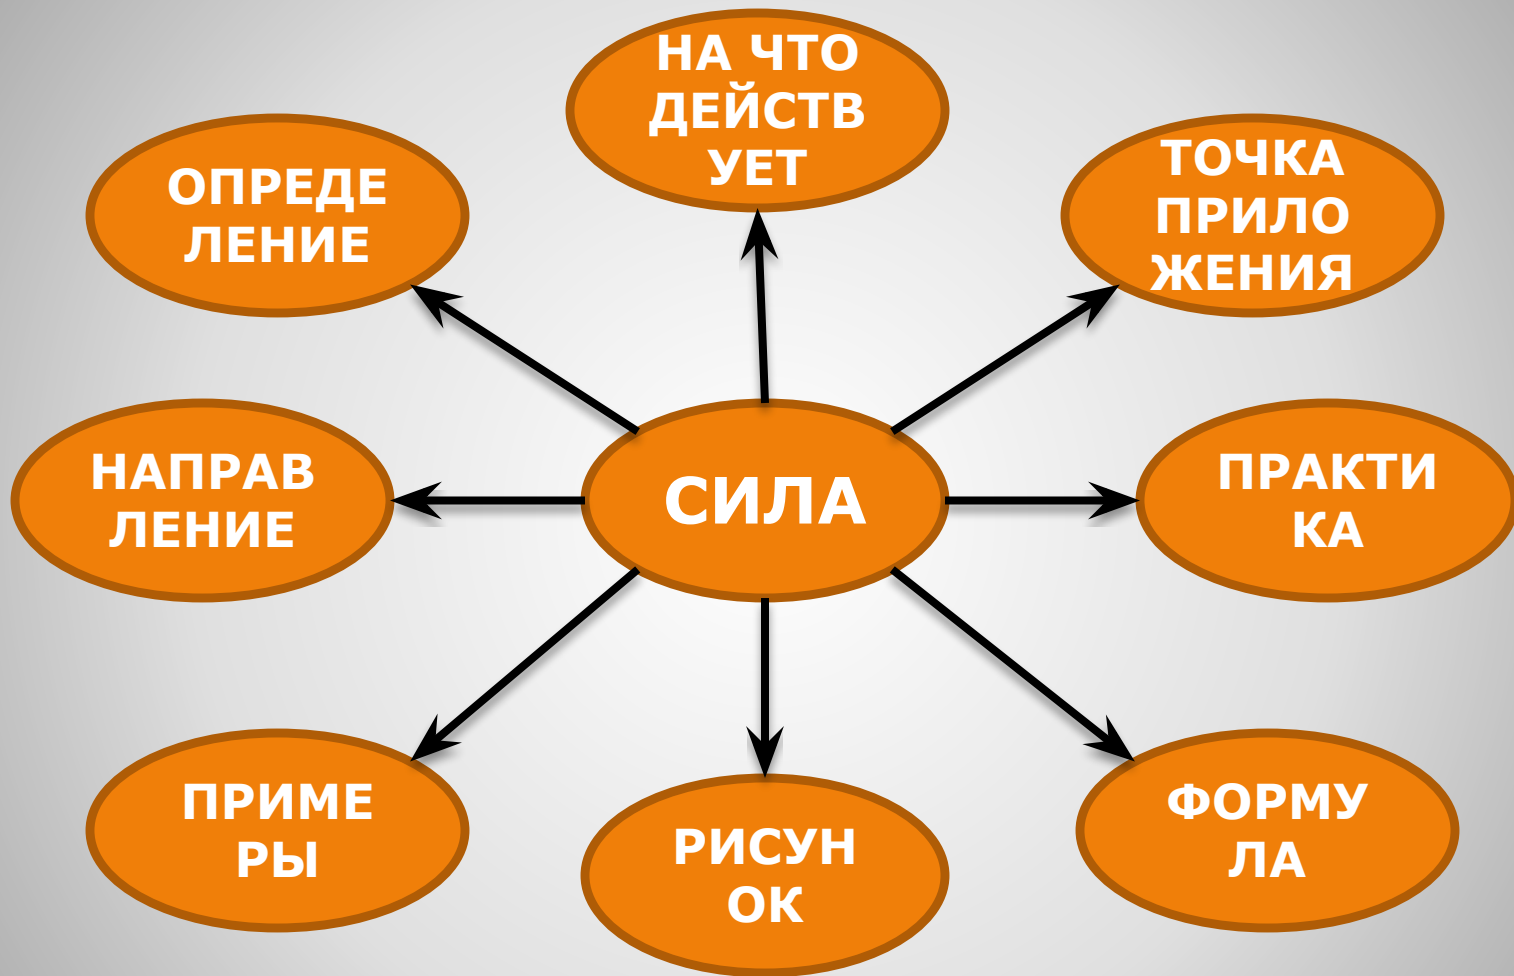 НА ЧТО
ДЕЙСТВ
УЕТ
ОПРЕДЕ
ЛЕНИЕ
ТОЧКА
ПРИЛО
ЖЕНИЯ
НАПРАВ
ЛЕНИЕ
СИЛА
ПРАКТИ
КА
ПРИМЕ
РЫ
РИСУН
ОК
ФОРМУ
ЛА